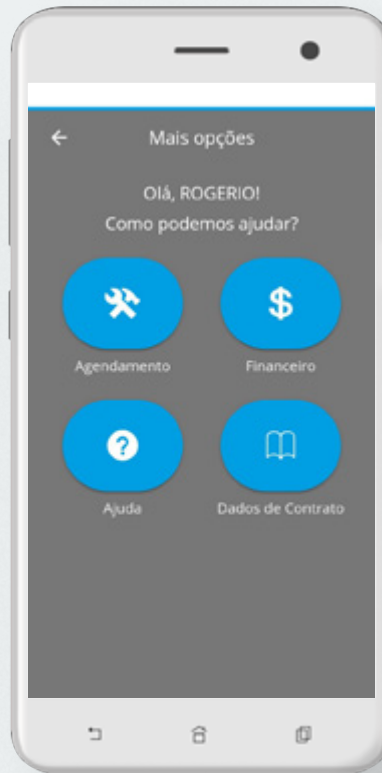 Mais opções
Olá, ROGERIO!
Como podemos ajudar?
Agendamento
Financeiro
Ajuda
Dados de Contrato